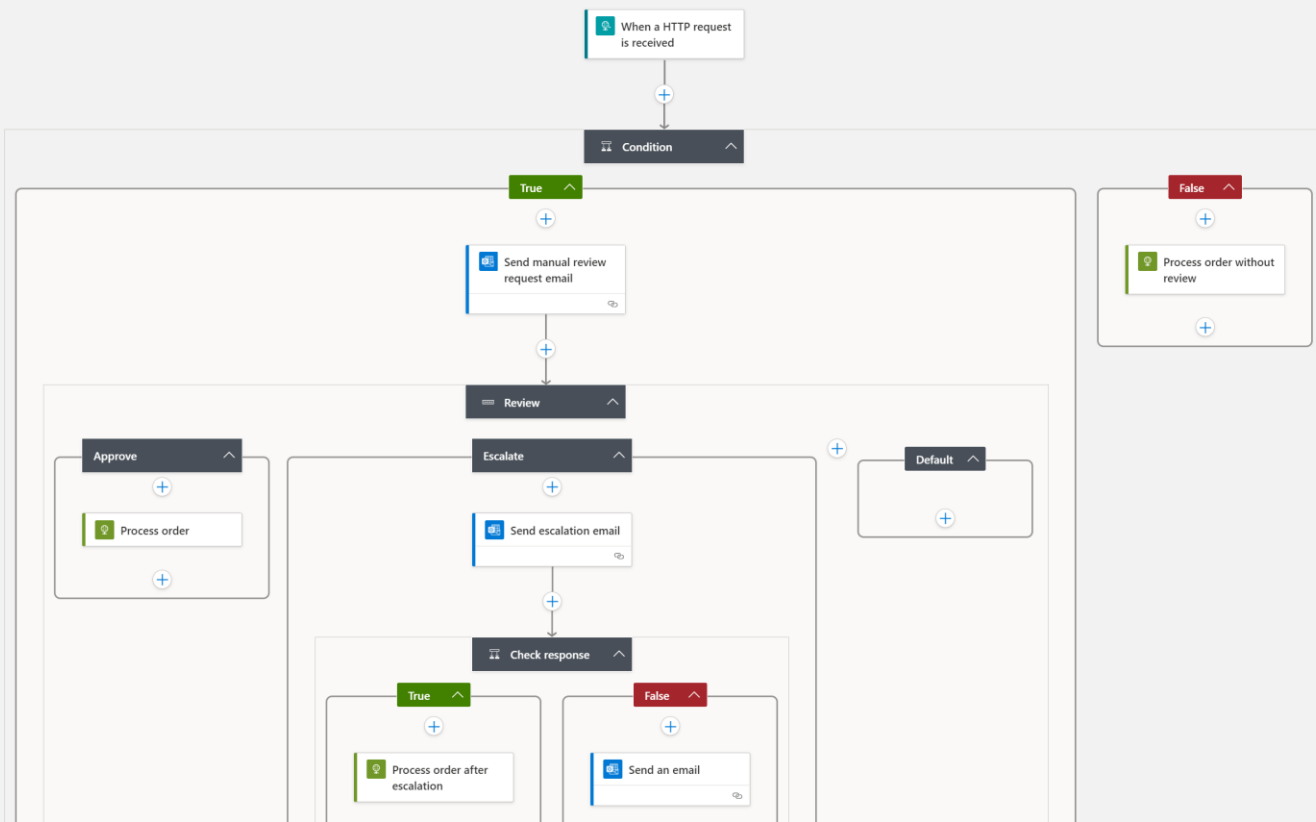 When a HTTP request
is received
Condition
True
False
Send manual review
request email
Process order without
review
Review
Approve
Escalate
Default
Process order
Send escalation email
Check response
True
False
Process order after
escalation
Send an email